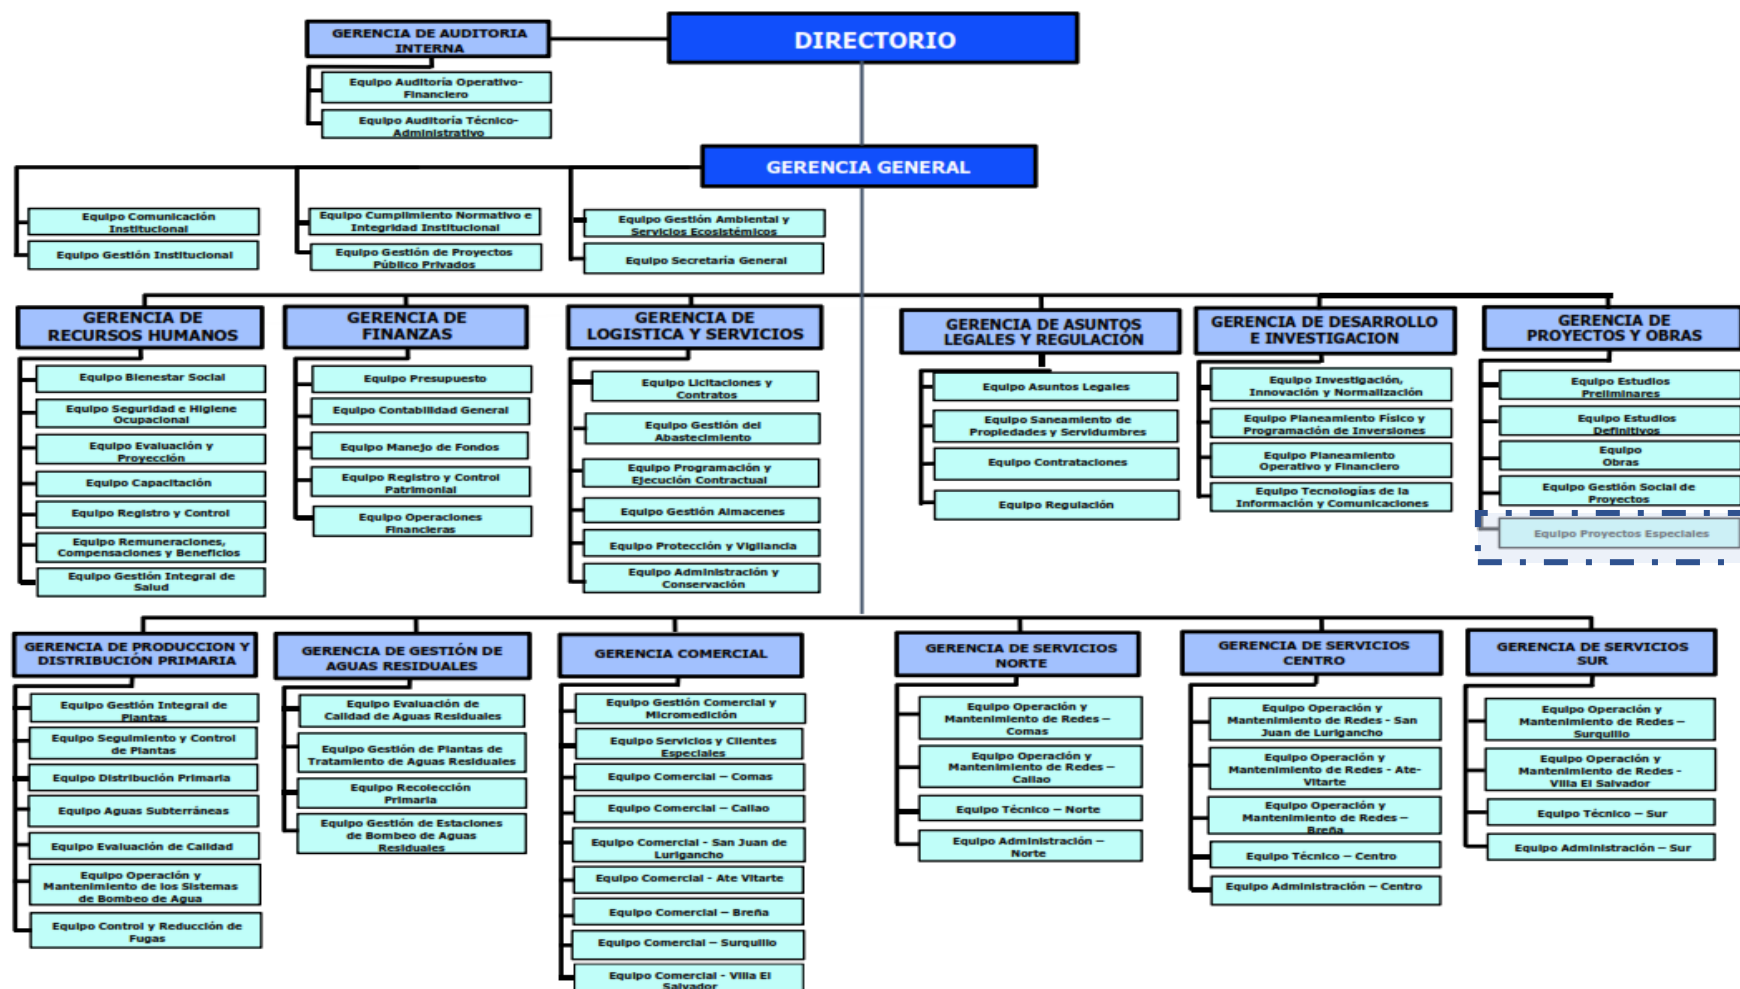 GERENCIA DE AUDITORIA
INTERNA
DIRECTORIO
Equipo Auditoría Operativo-
Financiero
Equipo Auditoría Técnico-
Administrativo
GERENCIA GENERAL
Equipo Comunicación
Institucional
Equipo Gestión Institucional
Equipo Cumplimiento Normativo e
Integridad Institucional
Equipo Gestión de Proyectos
Público Privados
Equipo Gestión Ambiental y
Servicios Ecosistémicos
Equipo Secretaría General
GERENCIA DE
RECURSOS HUMANOS
Equipo Bienestar Social
Equipo Seguridad e Higiene
Ocupacional
Equipo Evaluación y
Proyección
Equipo Capacitación
Equipo Registro y Control
Equipo Remuneraciones,
Compensaciones y Beneficios
Equipo Gestión Integral de
Salud
GERENCIA DE
FINANZAS
Equipo Presupuesto
Equipo Contabilidad General
Equipo Manejo de Fondos
Equipo Registro y Control
Patrimonial
Equipo Operaciones
Financieras
GERENCIA DE
LOGISTICA Y SERVICIOS
Equipo Licitaciones y
Contratos
Equipo Gestión del
Abastecimiento
Equipo Programación y
Ejecución Contractual
Equipo Gestión Almacenes
Equipo Protección y Vigilancia
Equipo Administración y
Conservación
GERENCIA DE ASUNTOS
LEGALES Y REGULACIÓN
Equipo Asuntos Legales
Equipo Saneamiento de
Propiedades y Servidumbres
Equipo Contrataciones
Equipo Regulación
GERENCIA DE DESARROLLO
E INVESTIGACION
Equipo Investigación,
Innovación y Normalización
Equipo Planeamiento Físico y
Programación de Inversiones
Equipo Planeamiento
Operativo y Financiero
Equipo Tecnologías de la
Información y Comunicaciones
GERENCIA DE
PROYECTOS Y OBRAS
Equipo Estudios
Preliminares
Equipo Estudios
Definitivos
Equipo
Obras
Equipo Gestión Social de
Proyectos
Equipo Proyectos Especiales
GERENCIA DE PRODUCCION Y
DISTRIBUCIÓN PRIMARIA
Equipo Gestión Integral de
Plantas
Equipo Seguimiento y Control
de Plantas
Equipo Distribución Primaria
Equipo Aguas Subterráneas
Equipo Evaluación de Calidad
Equipo Operación y
Mantenimiento de los Sistemas
de Bombeo de Agua
Equipo Control y Reducción de
Fugas
GERENCIA DE GESTIÓN DE
AGUAS RESIDUALES
Equipo Evaluación de
Calidad de Aguas Residuales
Equipo Gestión de Plantas de
Tratamiento de Aguas Residuales
Equipo Recolección
Primaria
Equipo Gestión de Estaciones
de Bombeo de Aguas
Residuales
GERENCIA COMERCIAL
Equipo Gestión Comercial y
Micromedición
Equipo Servicios y Clientes
Especiales
Equipo Comercial – Comas
Equipo Comercial – Callao
Equipo Comercial - San Juan de
Lurigancho
Equipo Comercial - Ate Vitarte
Equipo Comercial – Breña
Equipo Comercial – Surquillo
Equipo Comercial - Villa El
Salvador
GERENCIA DE SERVICIOS
NORTE
Equipo Operación y
Mantenimiento de Redes –
Comas
Equipo Operación y
Mantenimiento de Redes –
Callao
Equipo Técnico – Norte
Equipo Administración –
Norte
GERENCIA DE SERVICIOS
CENTRO
Equipo Operación y
Mantenimiento de Redes - San
Juan de Lurigancho
Equipo Operación y
Mantenimiento de Redes - Ate-
Vitarte
Equipo Operación y
Mantenimiento de Redes –
Breña
Equipo Técnico – Centro
Equipo Administración – Centro
GERENCIA DE SERVICIOS
SUR
Equipo Operación y
Mantenimiento de Redes –
Surquillo
Equipo Operación y
Mantenimiento de Redes -
Villa El Salvador
Equipo Técnico – Sur
Equipo Administración – Sur